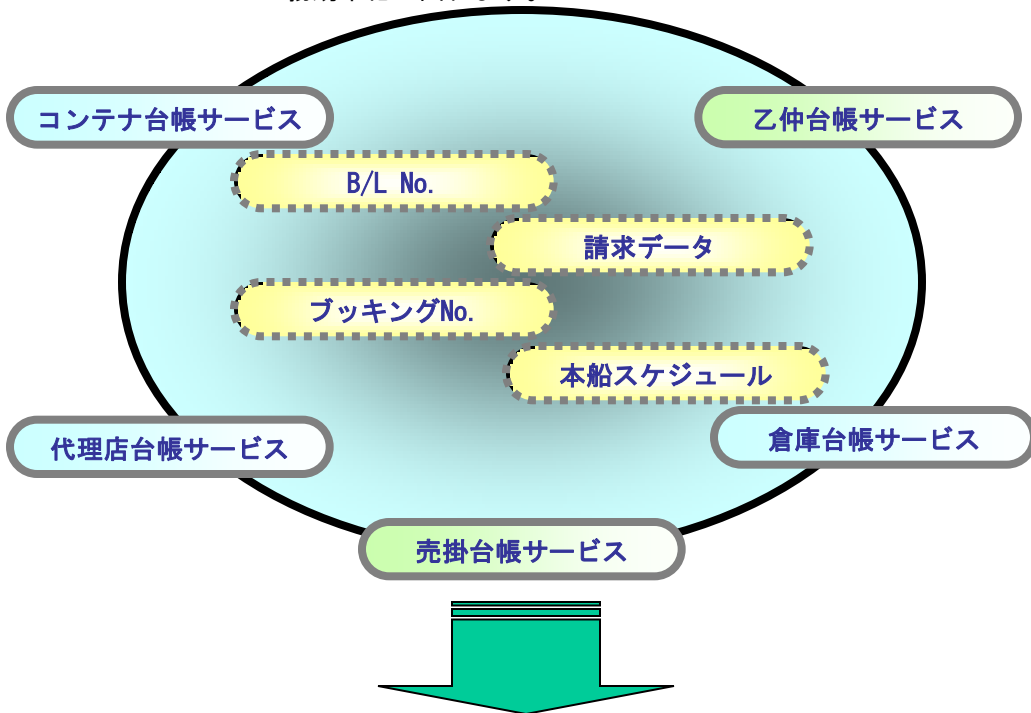 コンテナ台帳サービス
乙仲台帳サービス
B/L No.
請求データ
ブッキングNo.
本船スケジュール
代理店台帳サービス
倉庫台帳サービス
売掛台帳サービス